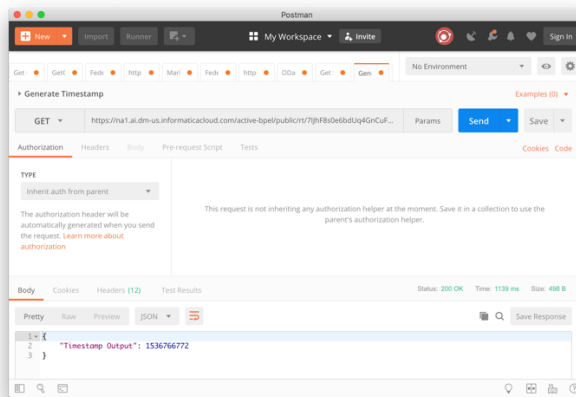 Postman
New
Import
Runner
My Workspace
Invite
Sign In
Get
GetC
Fede
http
Mark
Fede
http
ODa
Get
Gen
No Environment
Generate Timestamp
Examples (0)
GET
https://na1.ai.dm-us.informaticacloud.com/active-bpel/public/rt/7IjhF8s0e6bdUq4GnCuF...
Params
Send
Save
Authorization
Headers
Body
Pre-request Script
Tests
Cookies
Code
TYPE
Inherit auth from parent
The authorization header will be
automatically generated when you send
the request. Learn more about
authorization
This request is not inheriting any authorization helper at the moment. Save it in a collection to use the
parent's authorization helper.
Body
Cookies
Headers (12)
Test Results
Status: 200 OK
Time: 1139 ms
Size: 498 B
Pretty
Raw
Preview
JSON
Save Response
1 {
2 "Timestamp Output": 1536766772
3 }